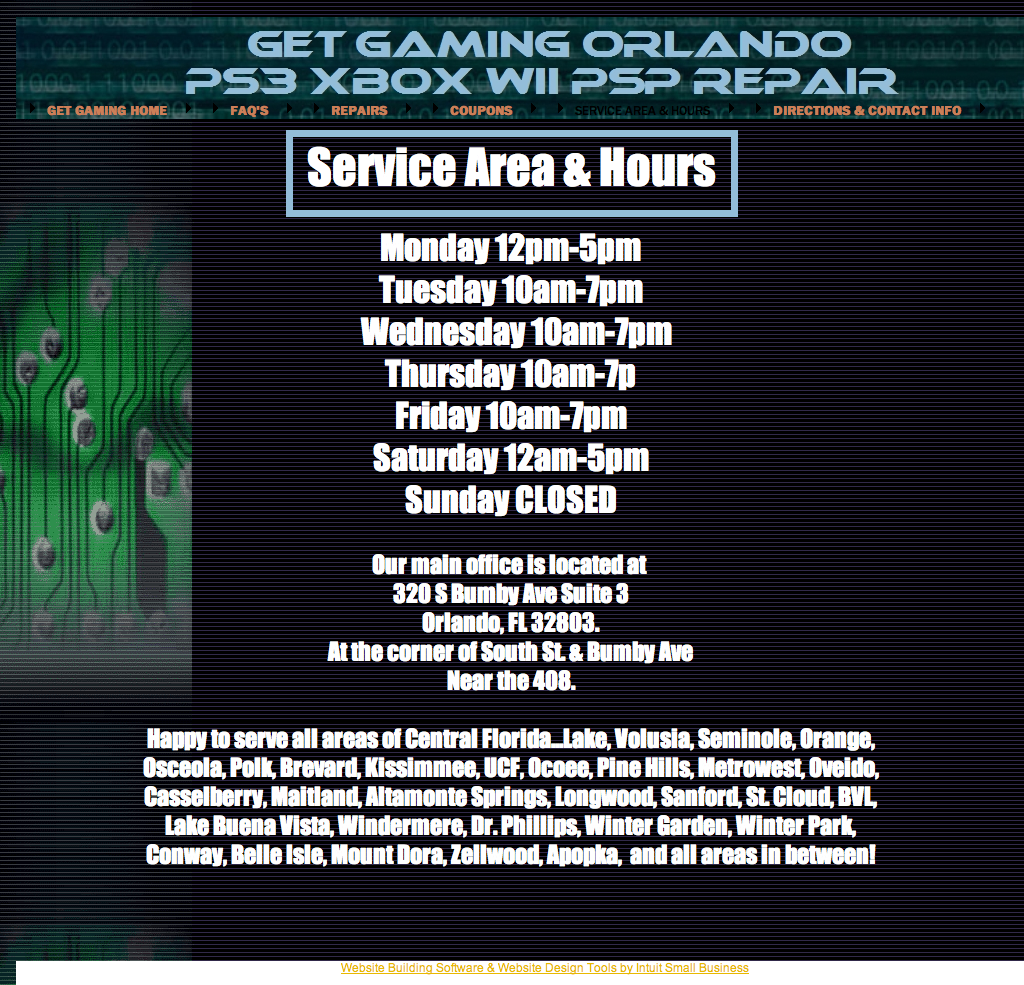 GET GAMING ORLANDO
PS3 XBOX WII PSP REPAIR
GET GAMING HOME FAQ'S REPAIRS COUPONS SERVICE AREA & HOURS DIRECTIONS & CONTACT INFO
Service Area & Hours
Monday 12pm-5pm
Tuesday 10am-7pm
Wednesday 10am-7pm
Thursday 10am-7p
Friday 10am-7pm
Saturday 12am-5pm
Sunday CLOSED
Our main office is located at
320 S Bumby Ave Suite 3
Orlando, FL 32803.
At the corner of South St. & Bumby Ave
Near the 408.
Happy to serve all areas of Central Florida...Lake, Volusia, Seminole, Orange,
Osceola, Polk, Brevard, Kissimmee, UCF, Ocoee, Pine Hills, Metrowest, Oveido,
Casselberry, Maitland, Altamonte Springs, Longwood, Sanford, St. Cloud, BVL,
Lake Buena Vista, Windermere, Dr. Phillips, Winter Garden, Winter Park,
Conway, Belle Isle, Mount Dora, Zellwood, Apopka, and all areas in between!
Website Building Software & Website Design Tools by Intuit Small Business